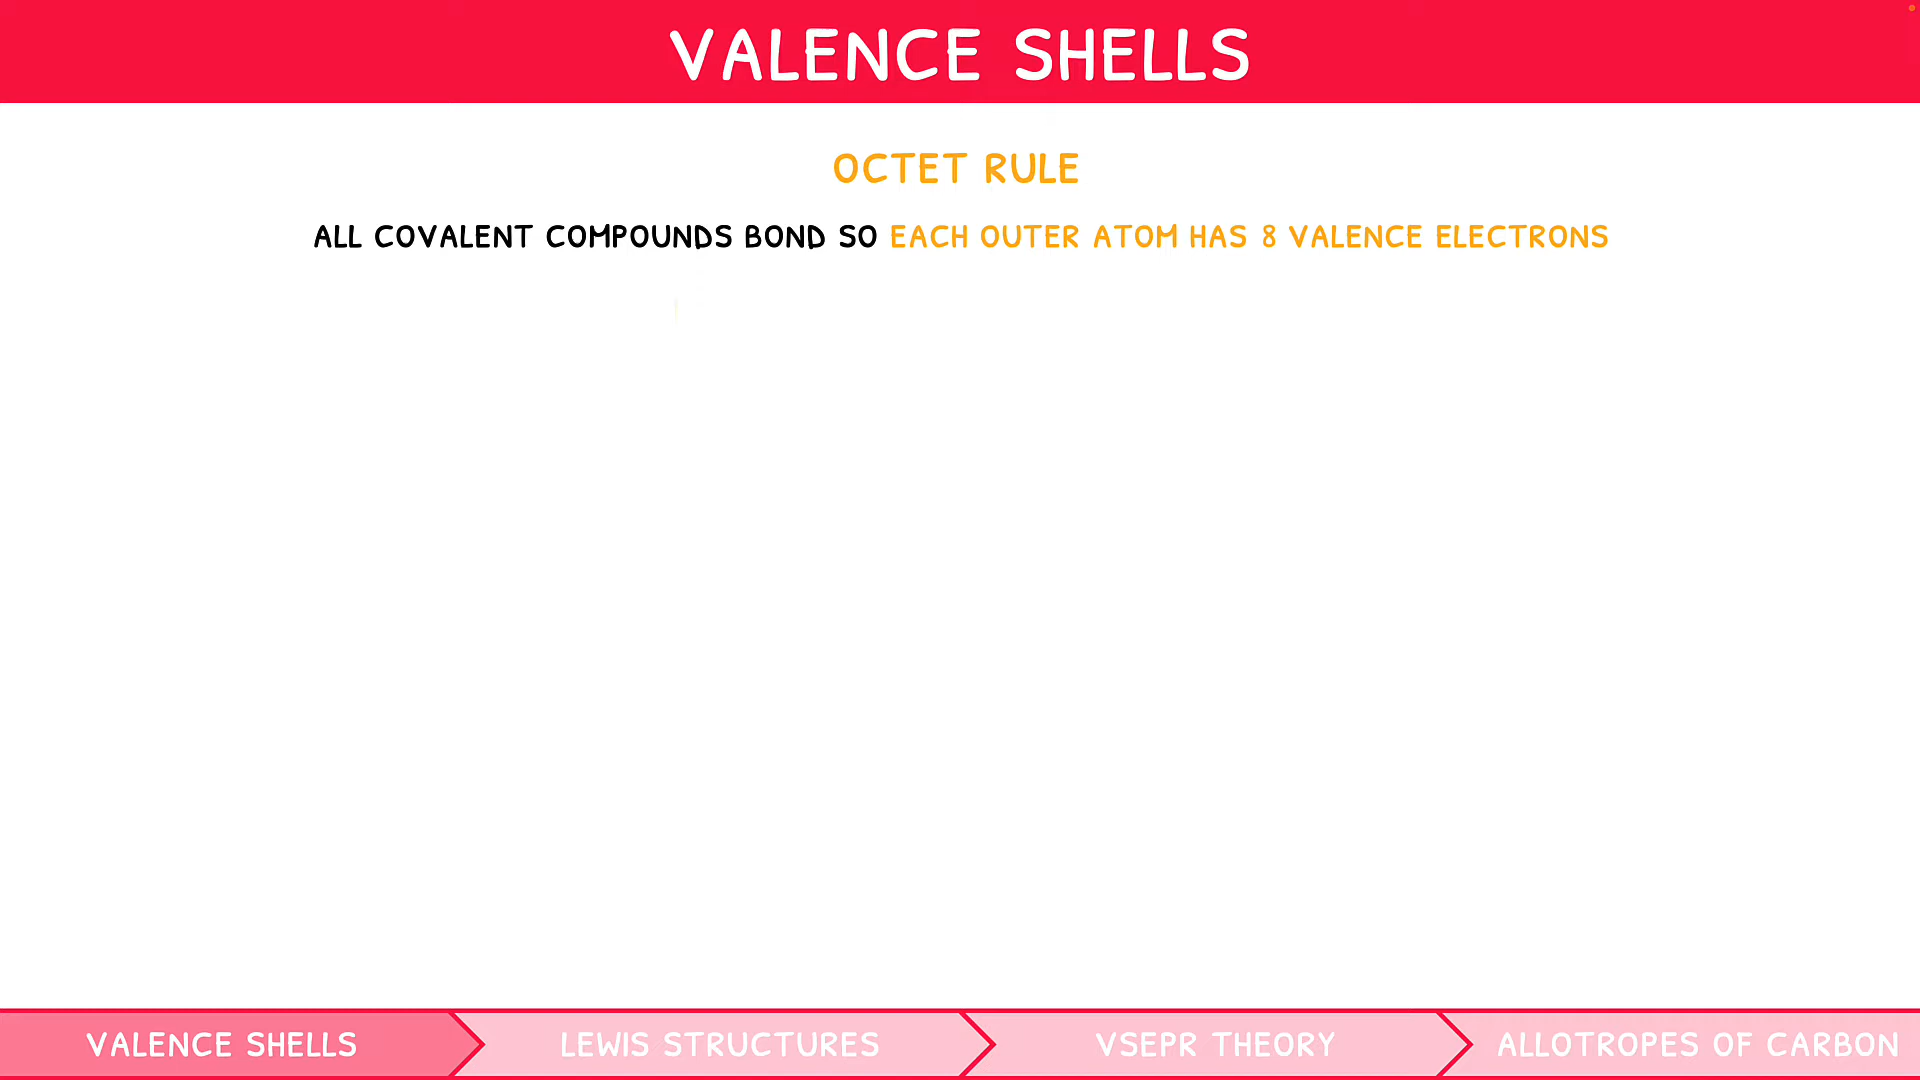 VALENCE SHELLS
OCTET RULE
ALL COVALENT COMPOUNDS BOND SO EACH OUTER ATOM HAS 8 VALENCE ELECTRONS
VALENCE SHELLS
LEWIS STRUCTURES
VSEPR THEORY
ALLOTROPES OF CARBON